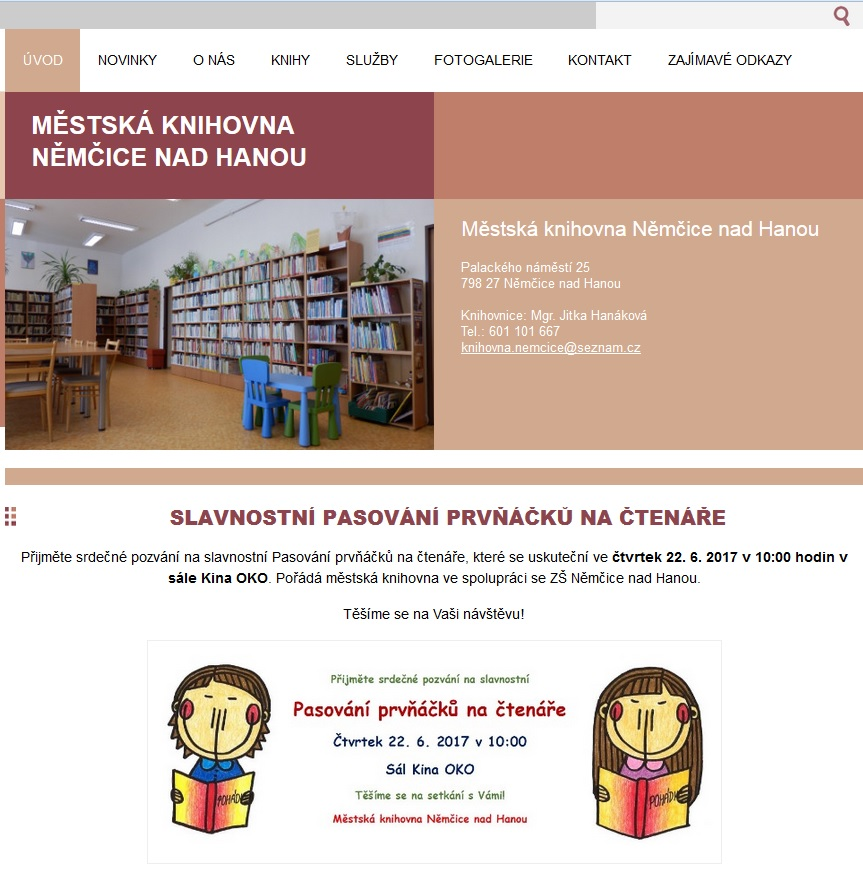 ÚVOD NOVINKY O NÁS KNIHY SLUŽBY FOTOGALERIE KONTAKT ZAJÍMAVÉ ODKAZY
MĚSTSKÁ KNIHOVNA
NĚMČICE NAD HANOU
Městská knihovna Němčice nad Hanou
Palackého náměstí 25
798 27 Němčice nad Hanou
Knihovnice: Mgr. Jitka Hanáková
Tel.: 601 101 667
knihovna.nemcice@seznam.cz
SLAVNOSTNÍ PASOVÁNÍ PRVŇÁČKŮ NA ČTENÁŘE
Přijměte srdečné pozvání na slavnostní Pasování prvňáčků na čtenáře, které se uskuteční ve čtvrtek 22. 6. 2017 v 10:00 hodin v
sále Kina OKO. Pořádá městská knihovna ve spolupráci se ZŠ Němčice nad Hanou.
Těšíme se na Vaši návštěvu!
Přijměte srdečné pozvání na slavnostní
Pasování prvňáčků na čtenáře
Čtvrtek 22. 6. 2017 v 10:00
Sál Kina OKO
Těšíme se na setkání s Vámi!
Městská knihovna Němčice nad Hanou